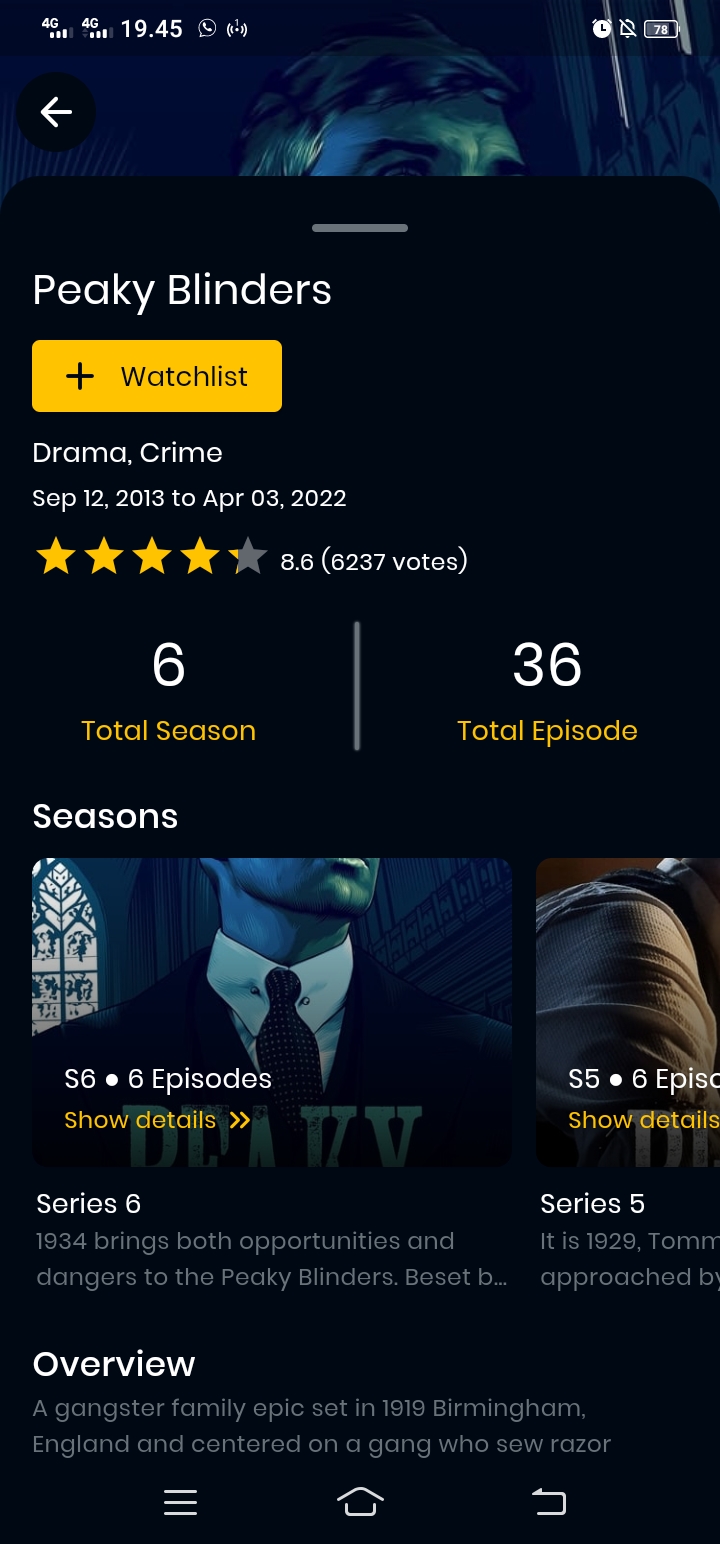 4G 4G 19.45 78
Peaky Blinders
+ Watchlist
Drama, Crime
Sep 12, 2013 to Apr 03, 2022
8.6 (6237 votes)
6 36
Total Season Total Episode
Seasons
S6 ● 6 Episodes S5 ● 6 Episo
Show details Show details
PEAKY
Series 6 Series 5
1934 brings both opportunities and It is 1929, Tomm
dangers to the Peaky Blinders. Beset b... approached by
Overview
A gangster family epic set in 1919 Birmingham,
England and centered on a gang who sew razor